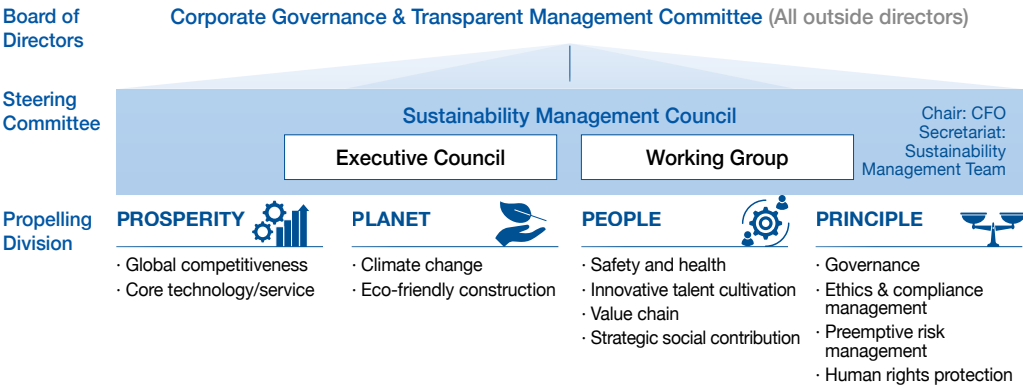 Board of
Directors
Corporate Governance & Transparent Management Committee (All outside directors)
Steering
Committee
Sustainability Management Council
Executive Council
Working Group
Chair: CFO
Secretariat:
Sustainability
Management Team
Propelling
Division
PROSPERITY
· Global competitiveness
· Core technology/service
PLANET
· Climate change
· Eco-friendly construction
PEOPLE
· Safety and health
· Innovative talent cultivation
· Value chain
· Strategic social contribution
PRINCIPLE
· Governance
· Ethics & compliance
management
· Preemptive risk
management
· Human rights protection